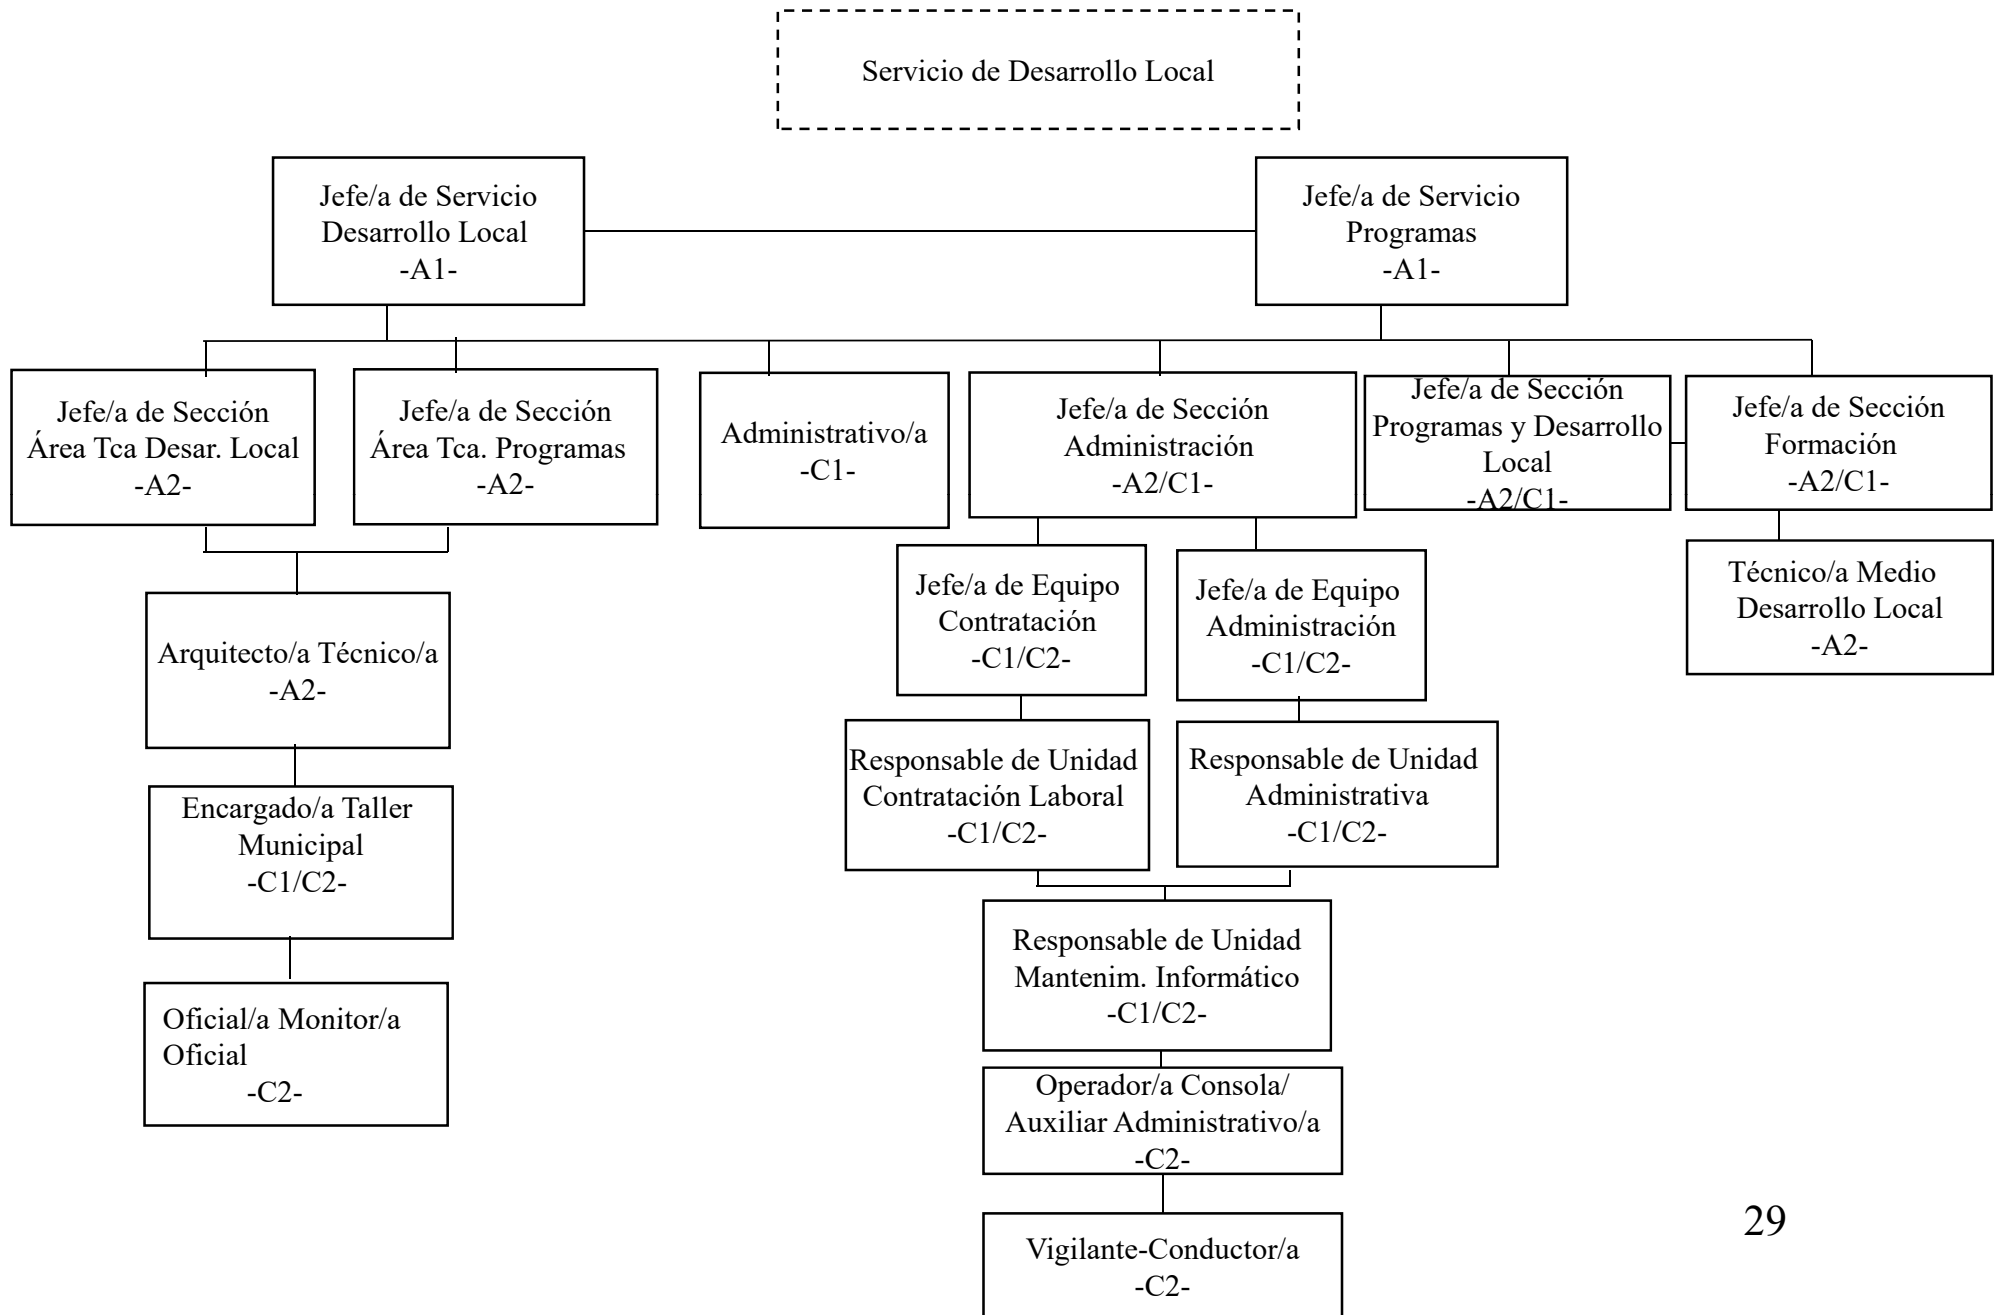 Servicio de Desarrollo Local
Jefe/a de Servicio
Desarrollo Local
-A1-
Jefe/a de Servicio
Programas
-A1-
Jefe/a de Sección
Área Tca Desar. Local
-A2-
Jefe/a de Sección
Área Tca. Programas
-A2-
Administrativo/a
-C1-
Jefe/a de Sección
Administración
-A2/C1-
Jefe/a de Sección
Programas y Desarrollo
Local
-A2/C1-
Jefe/a de Sección
Formación
-A2/C1-
Jefe/a de Equipo
Contratación
-C1/C2-
Jefe/a de Equipo
Administración
-C1/C2-
Técnico/a Medio
Desarrollo Local
-A2-
Arquitecto/a Técnico/a
-A2-
Responsable de Unidad
Contratación Laboral
-C1/C2-
Responsable de Unidad
Administrativa
-C1/C2-
Encargado/a Taller
Municipal
-C1/C2-
Responsable de Unidad
Mantenim. Informático
-C1/C2-
Oficial/a Monitor/a
Oficial
-C2-
Operador/a Consola/
Auxiliar Administrativo/a
-C2-
Vigilante-Conductor/a
-C2-
29